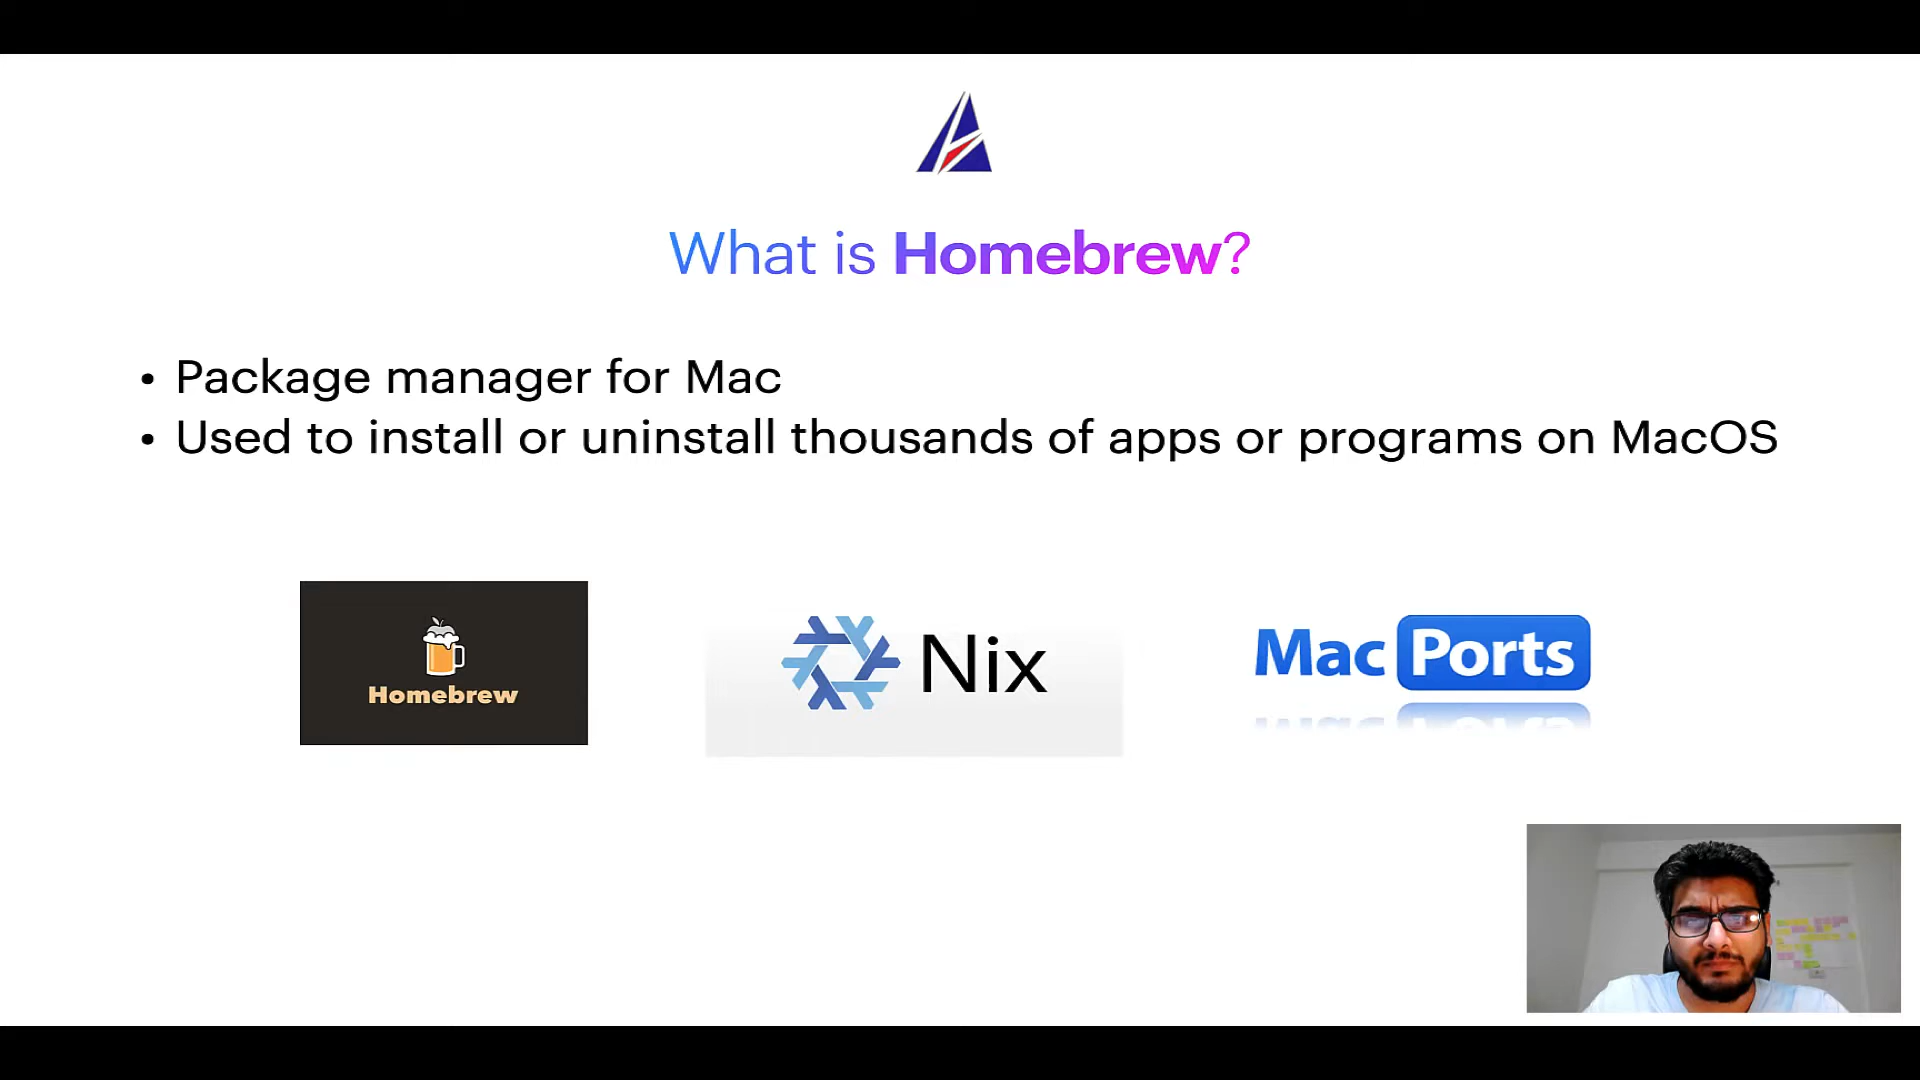 What is Homebrew?
• Package manager for Mac
• Used to install or uninstall thousands of apps or programs on MacOS
Homebrew
Nix
Mac Ports